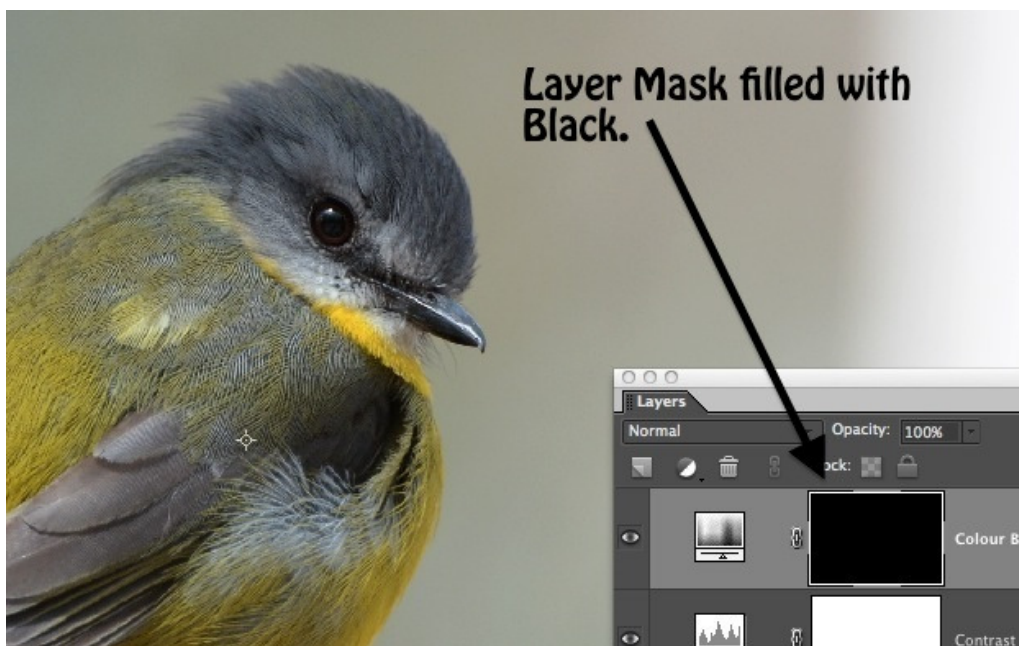 Layer Mask filled with
Black.
Layers
Normal
Opacity: 100%
ock:
Colour B
Contrast